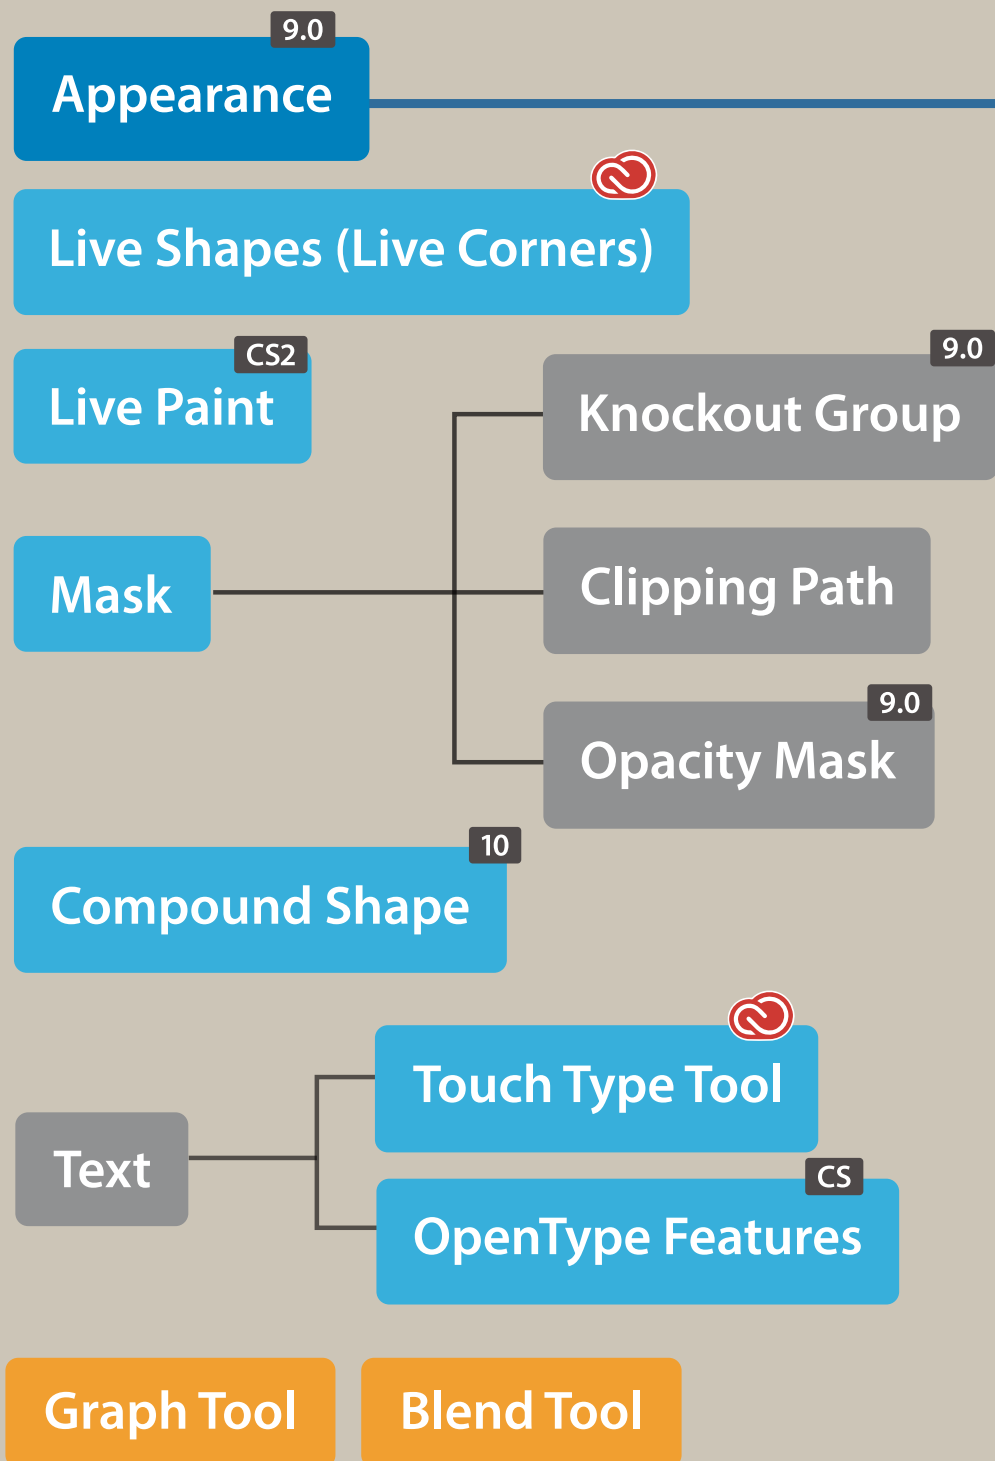 9.0
Appearance
Live Shapes (Live Corners)
CS2
Live Paint
9.0
Knockout Group
Mask
Clipping Path
9.0
Opacity Mask
10
Compound Shape
Touch Type Tool
Text
CS
OpenType Features
Graph Tool
Blend Tool